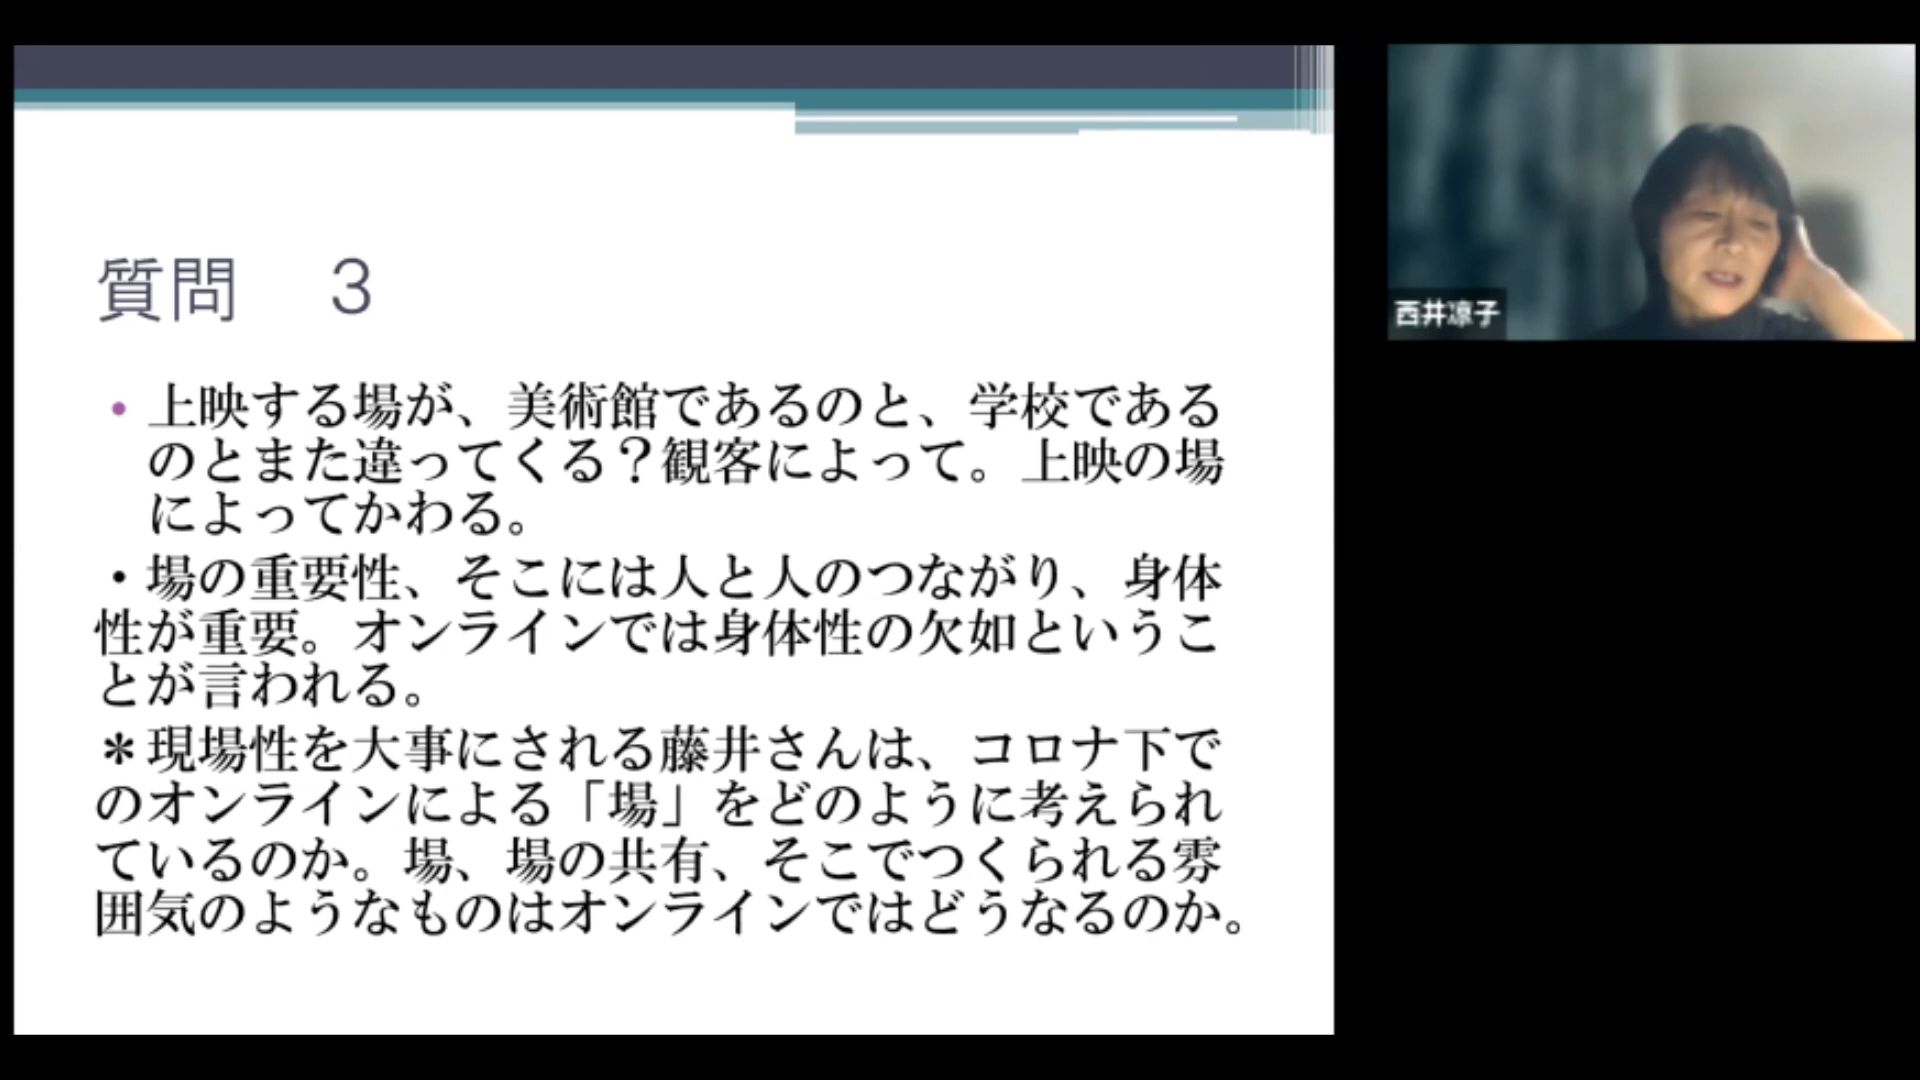 質問　３
• 上映する場が、美術館であるのと、学校である
のとまた違ってくる？観客によって。上映の場
によってかわる。
・場の重要性、そこには人と人のつながり、身体
性が重要。オンラインでは身体性の欠如というこ
とが言われる。
＊現場性を大事にされる藤井さんは、コロナ下で
のオンラインによる「場」をどのように考えられ
ているのか。場、場の共有、そこでつくられる雰
囲気のようなものはオンラインではどうなるのか。
西井凉子